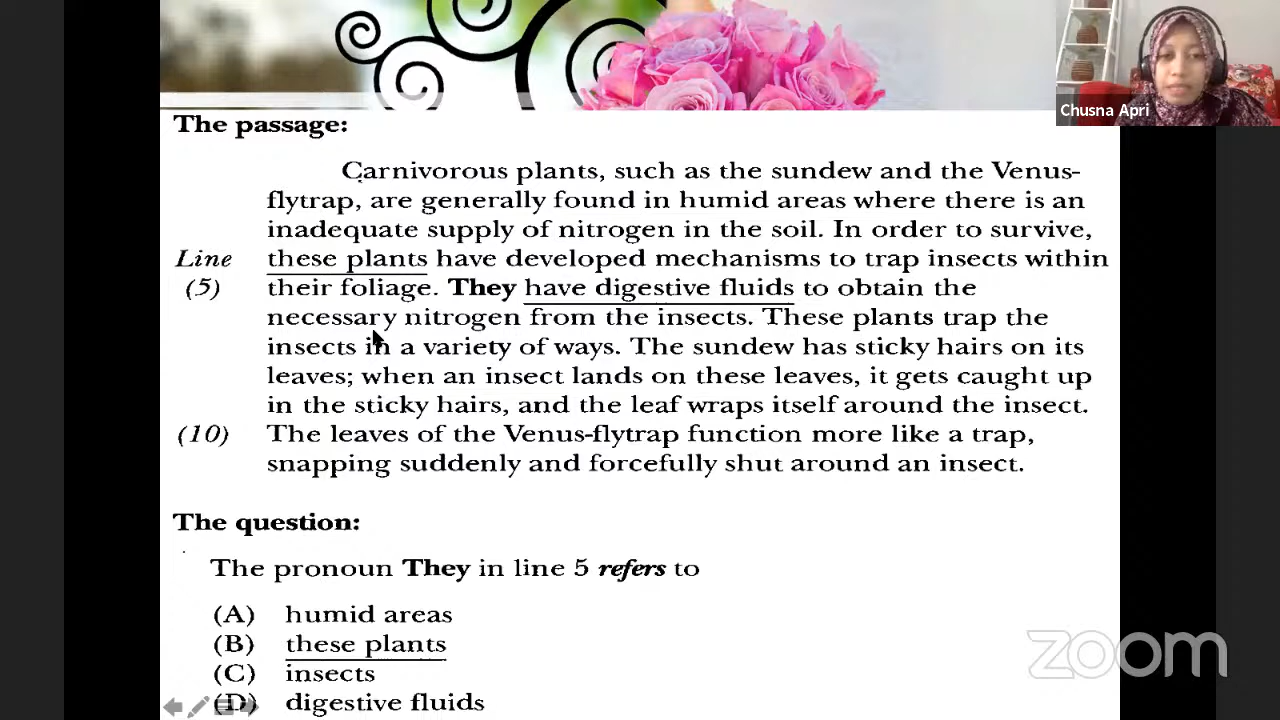 Chusna Apri
The passage:
Carnivorous plants, such as the sundew and the Venus-
flytrap, are generally found in humid areas where there is an
inadequate supply of nitrogen in the soil. In order to survive,
Line these plants have developed mechanisms to trap insects within
(5) their foliage. They have digestive fluids to obtain the
necessary nitrogen from the insects. These plants trap the
insects in a variety of ways. The sundew has sticky hairs on its
leaves; when an insect lands on these leaves, it gets caught up
in the sticky hairs, and the leaf wraps itself around the insect.
(10) The leaves of the Venus-flytrap function more like a trap,
snapping suddenly and forcefully shut around an insect.
The question:
The pronoun They in line 5 refers to
(A) humid areas
(B) these plants
(C) insects
(D) digestive fluids
zoom